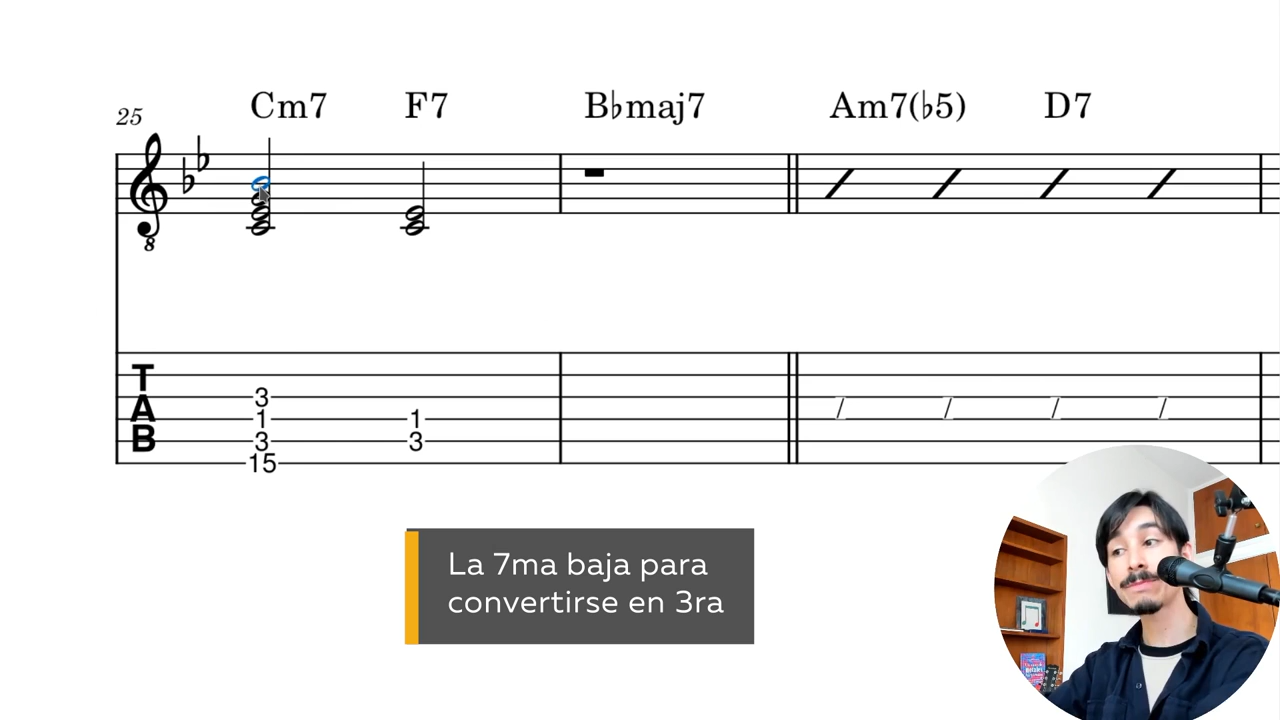 25
Cm7 F7 B♭maj7 Am7(♭5) D7
8
T
A
B
3
1 1
3 3
15
La 7ma baja para
convertirse en 3ra